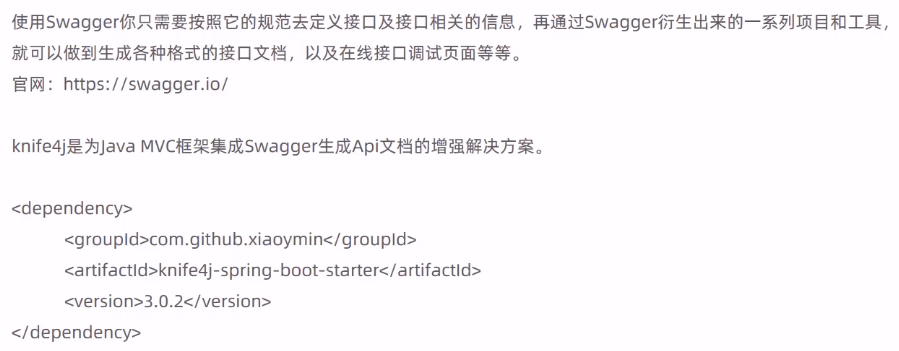 使用Swagger你只需要按照它的规范去定义接口及接口相关的信息，再通过Swagger衍生出来的一系列项目和工具，
就可以做到生成各种格式的接口文档，以及在线接口调试页面等等。
官网：https://swagger.io/
knife4j是为Java MVC框架集成Swagger生成Api文档的增强解决方案。
<dependency>
<groupId>com.github.xiaoymin</groupId>
<artifactId>knife4j-spring-boot-starter</artifactId>
<version>3.0.2</version>
</dependency>